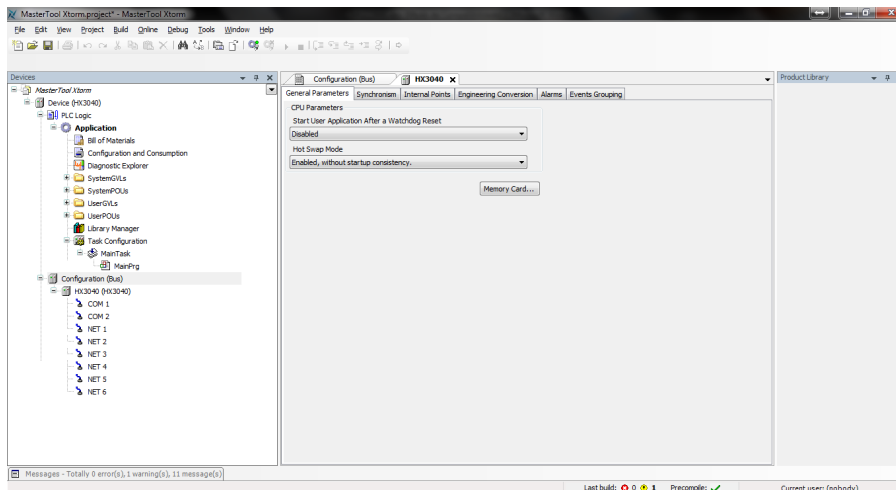 MasterTool Xtorm.project* - MasterTool Xtorm
File Edit View Project Build Online Debug Tools Window Help
Devices
MasterTool Xtorm
Device (HX3040)
PLC Logic
Application
Bill of Materials
Configuration and Consumption
Diagnostic Explorer
SystemGVLs
SystemPOUs
UserGVLs
UserPOUs
Library Manager
Task Configuration
MainTask
MainPrg
Configuration (Bus)
HX3040 (HX3040)
COM 1
COM 2
NET 1
NET 2
NET 3
NET 4
NET 5
NET 6
Configuration (Bus) HX3040
General Parameters Synchronism Internal Points Engineering Conversion Alarms Events Grouping
CPU Parameters
Start User Application After a Watchdog Reset
Disabled
Hot Swap Mode
Enabled, without startup consistency.
Memory Card...
Product Library
Messages - Totally 0 error(s), 1 warning(s), 11 message(s)
Last build: 0 1 Precompile: Current user: (nobody)